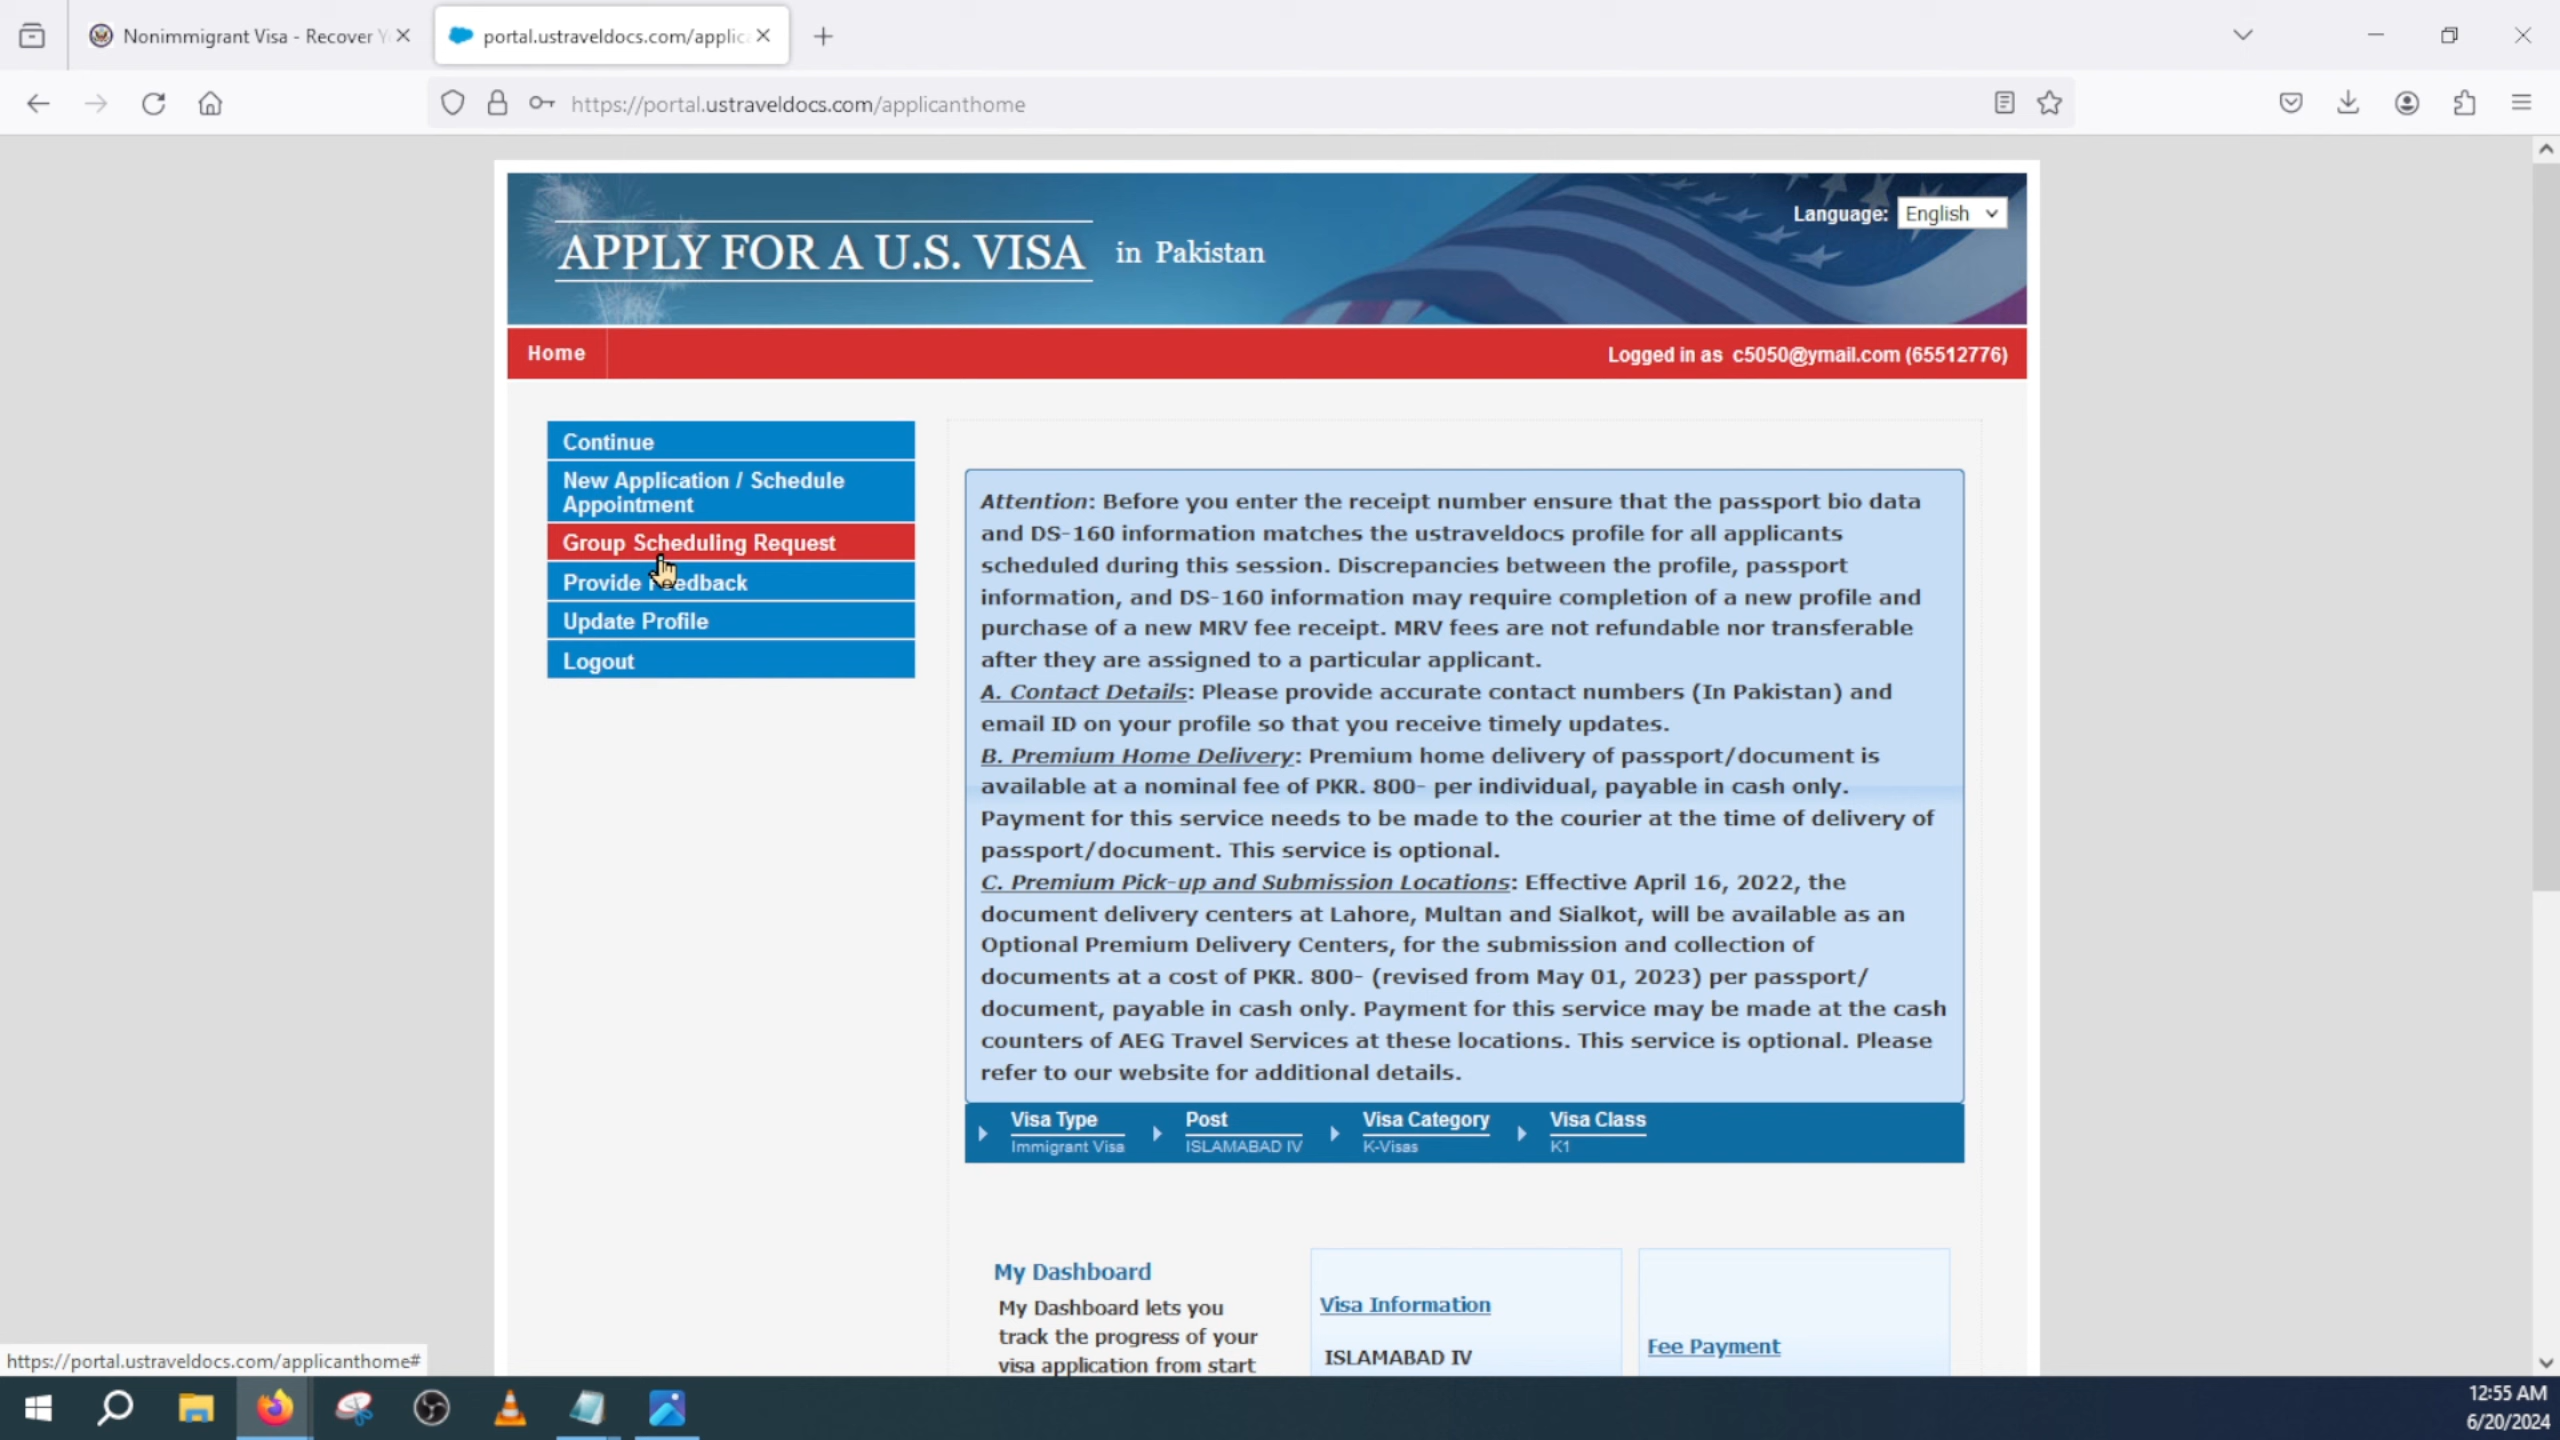 Nonimmigrant Visa - Recover Y
portal.ustraveldocs.com/applic
https://portal.ustraveldocs.com/applicanthome
Language: English
APPLY FOR A U.S. VISA in Pakistan
Home
Logged in as c5050@ymail.com (65512776)
Continue
New Application / Schedule
Appointment
Group Scheduling Request
Provide Feedback
Update Profile
Logout
Attention: Before you enter the receipt number ensure that the passport bio data
and DS-160 information matches the ustraveldocs profile for all applicants
scheduled during this session. Discrepancies between the profile, passport
information, and DS-160 information may require completion of a new profile and
purchase of a new MRV fee receipt. MRV fees are not refundable nor transferable
after they are assigned to a particular applicant.
A. Contact Details: Please provide accurate contact numbers (In Pakistan) and
email ID on your profile so that you receive timely updates.
B. Premium Home Delivery: Premium home delivery of passport/document is
available at a nominal fee of PKR. 800- per individual, payable in cash only.
Payment for this service needs to be made to the courier at the time of delivery of
passport/document. This service is optional.
C. Premium Pick-up and Submission Locations: Effective April 16, 2022, the
document delivery centers at Lahore, Multan and Sialkot, will be available as an
Optional Premium Delivery Centers, for the submission and collection of
documents at a cost of PKR. 800- (revised from May 01, 2023) per passport/
document, payable in cash only. Payment for this service may be made at the cash
counters of AEG Travel Services at these locations. This service is optional. Please
refer to our website for additional details.
Visa Type Post Visa Category Visa Class
Immigrant Visa ISLAMABAD IV K-Visas K1
My Dashboard
My Dashboard lets you
track the progress of your
visa application from start
Visa Information
ISLAMABAD IV
Fee Payment
https://portal.ustraveldocs.com/applicanthome#
12:55 AM
6/20/2024